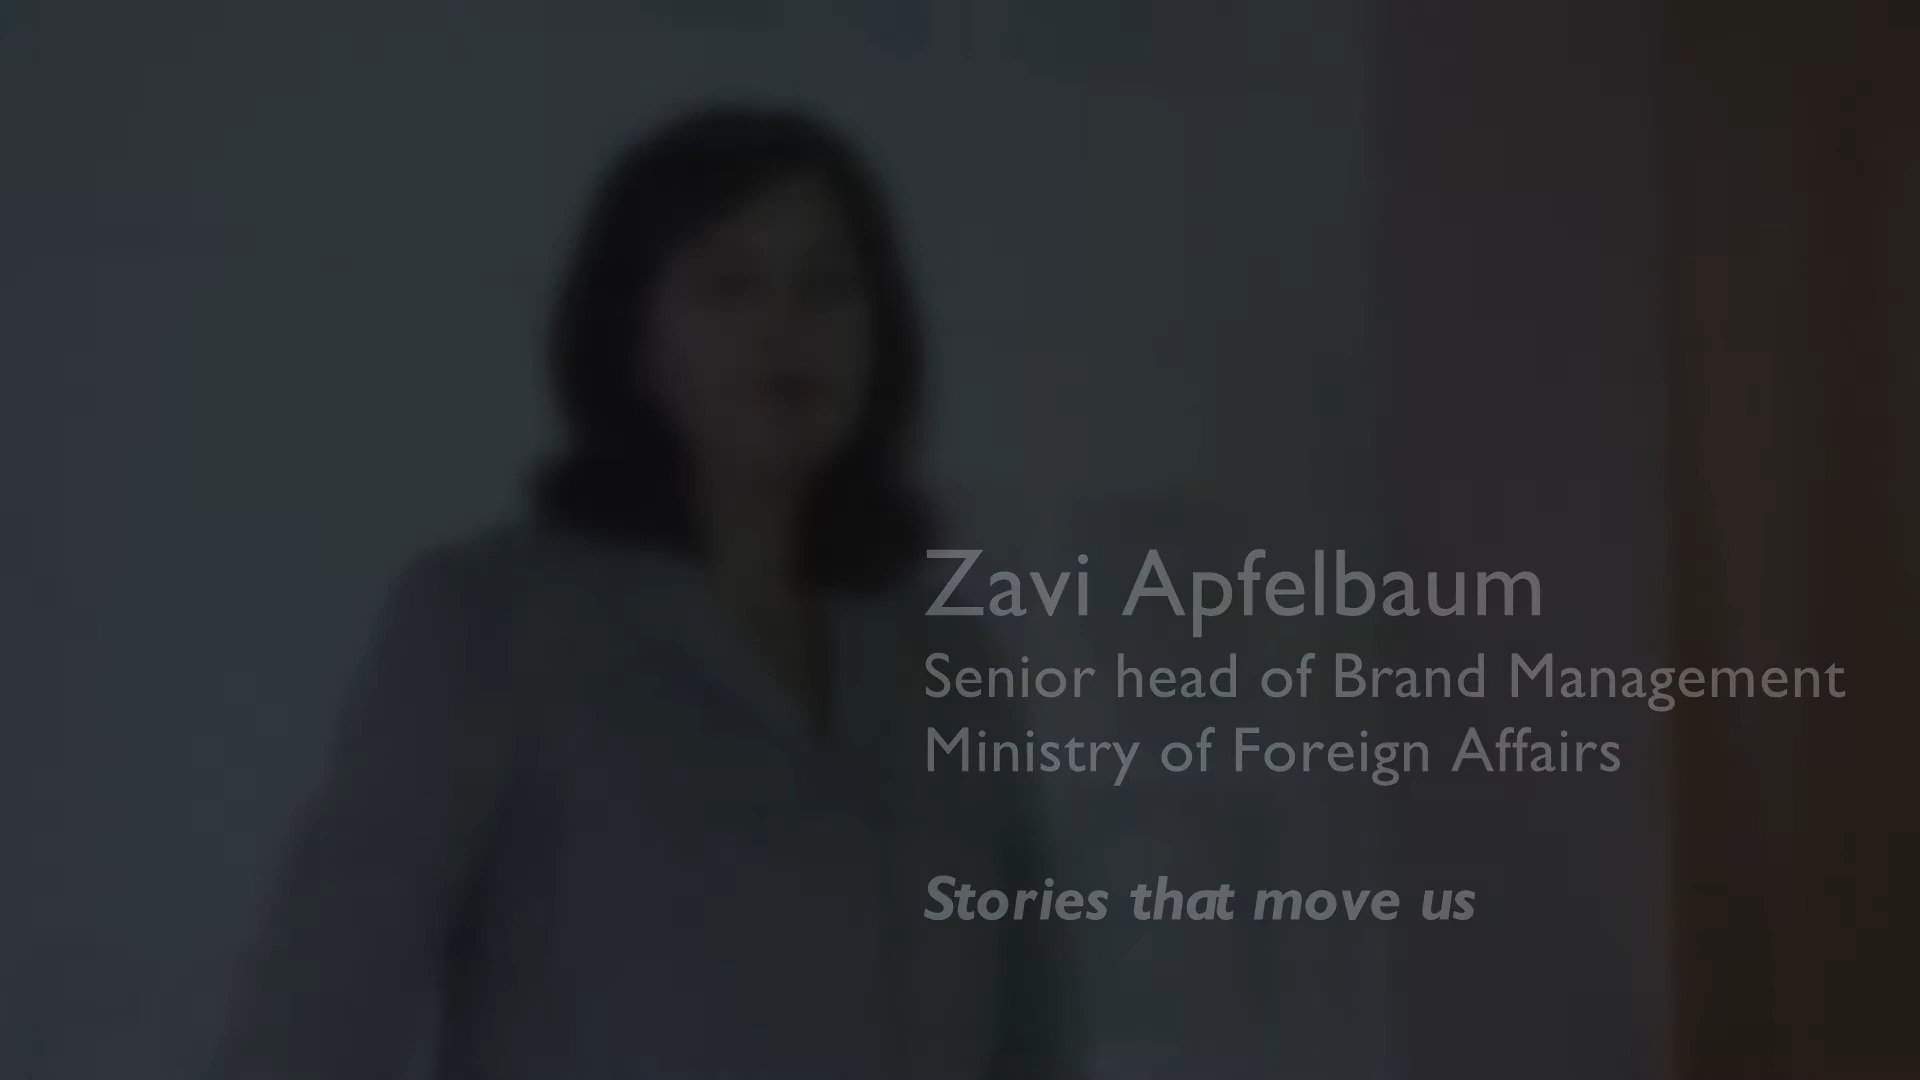 Zavi Apfelbaum
Senior head of Brand Management
Ministry of Foreign Affairs
Stories that move us